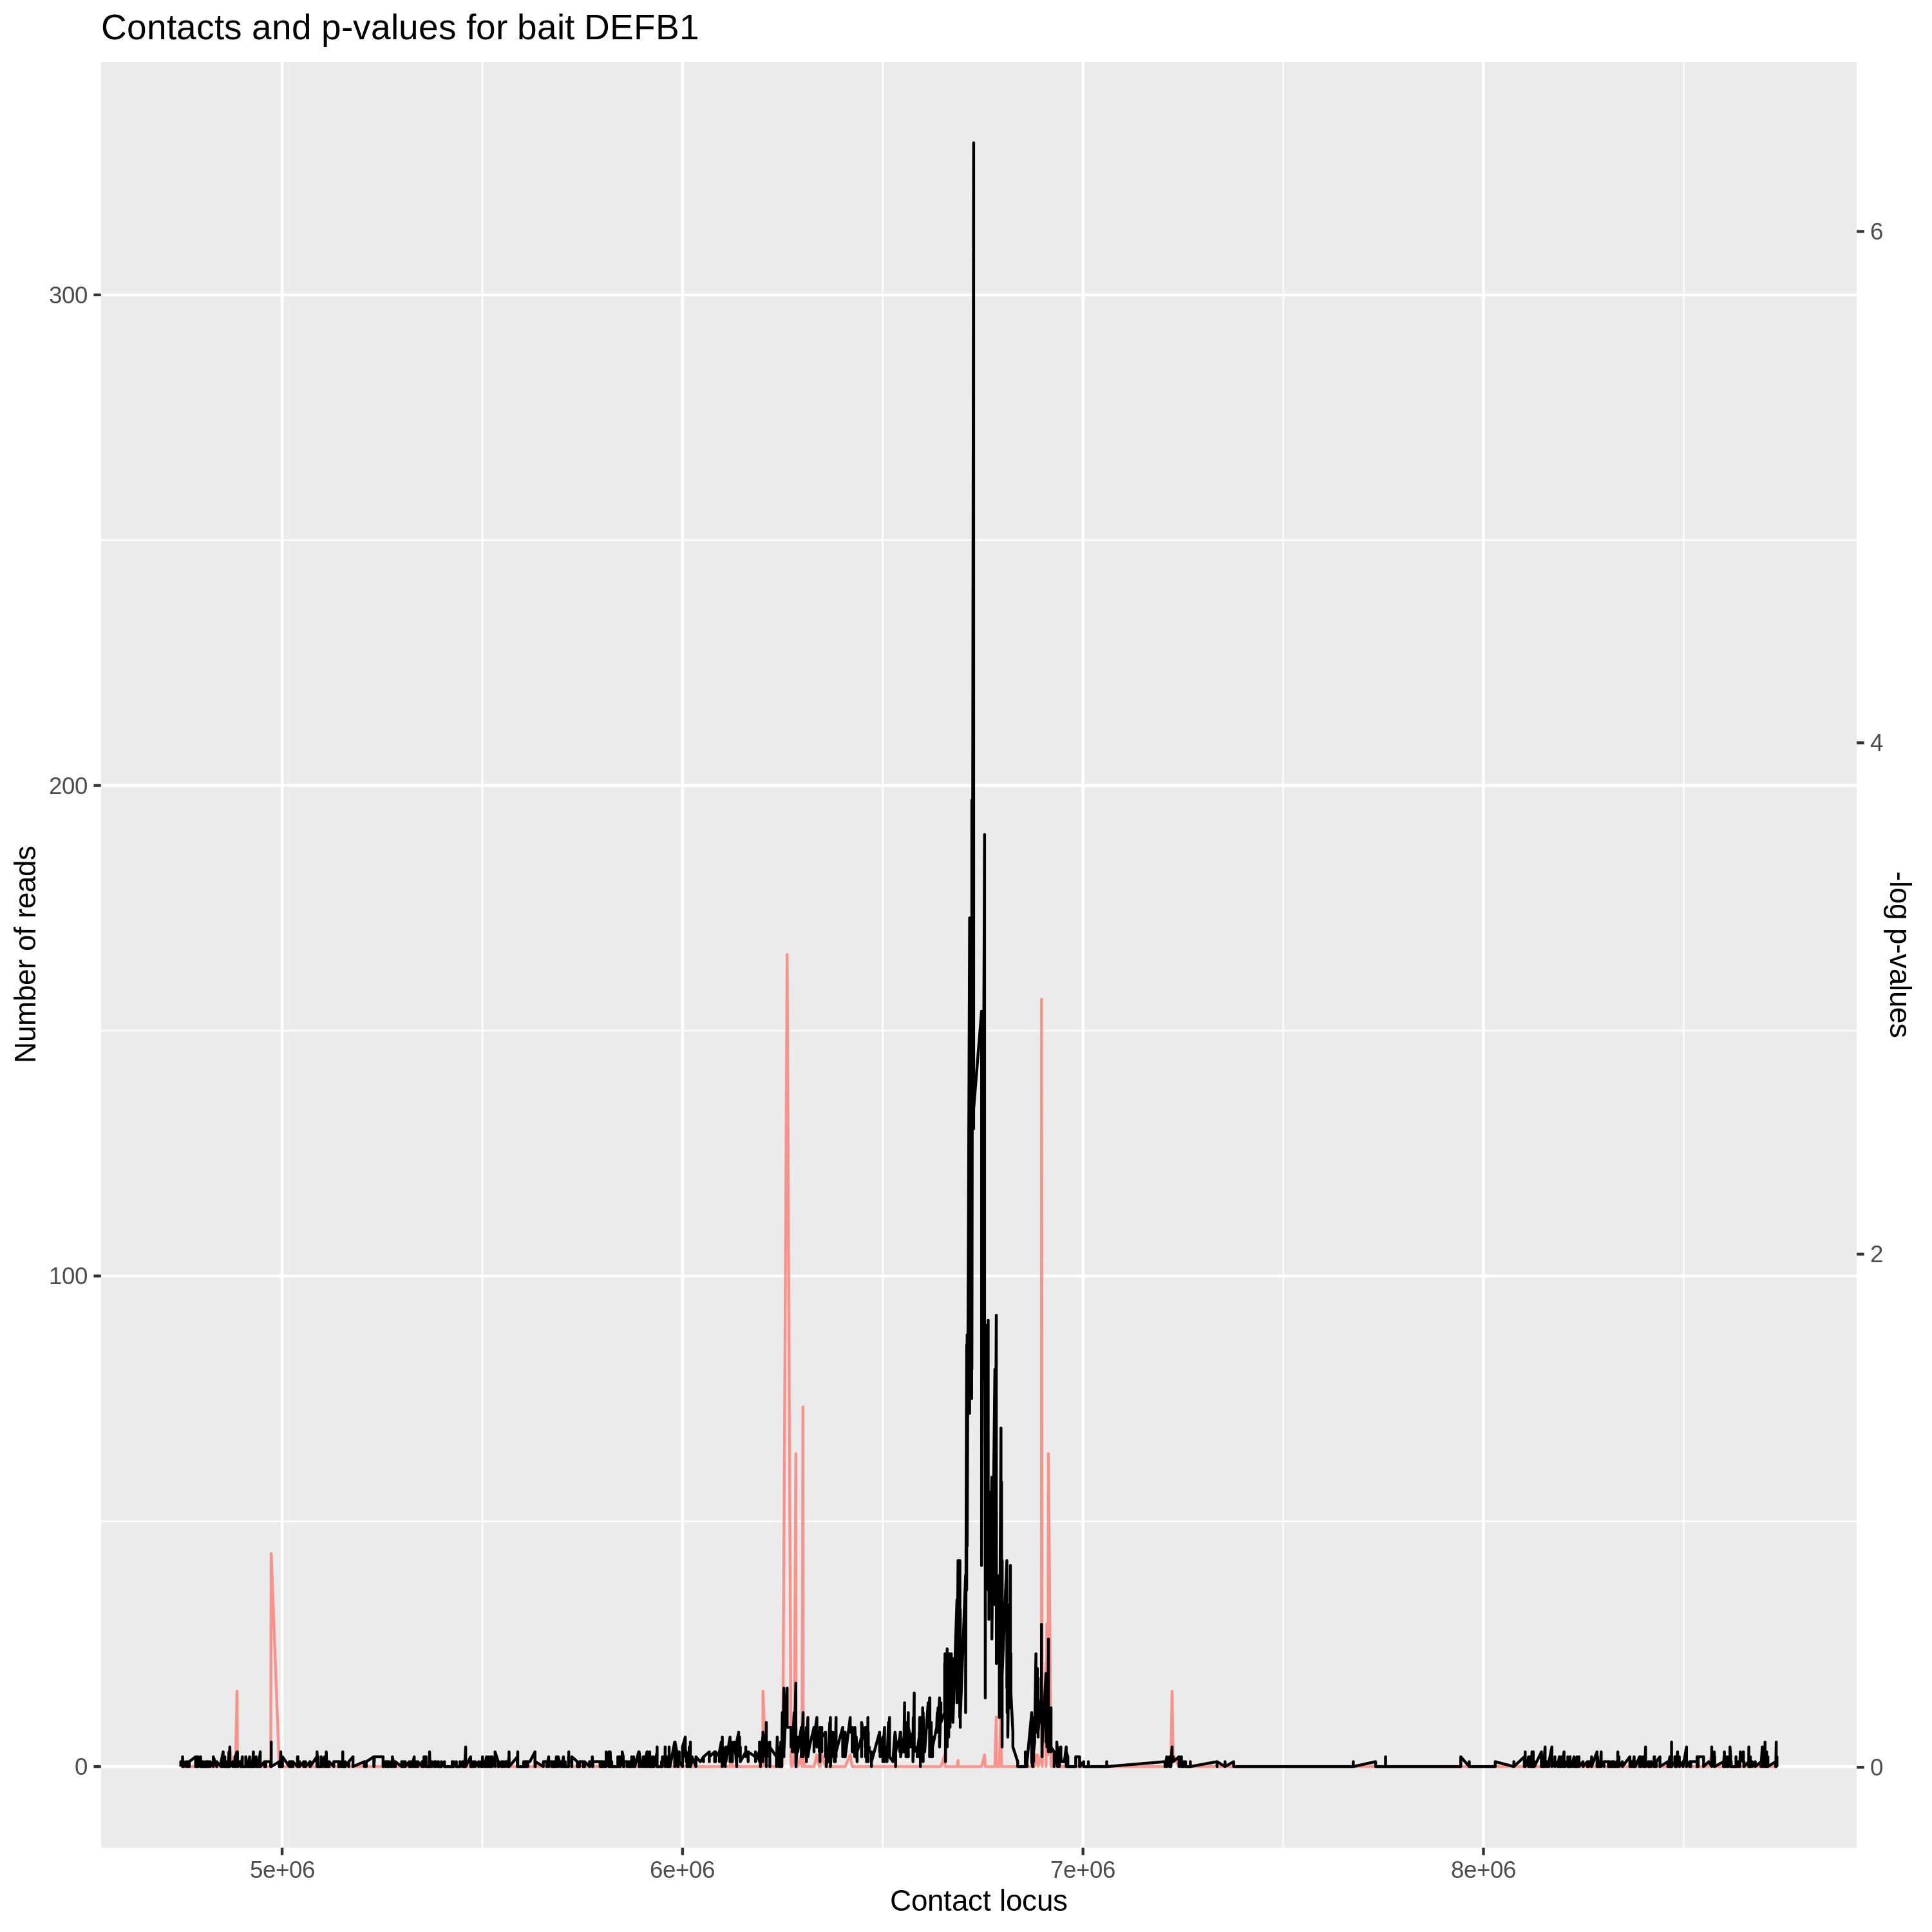 Contacts and p-values for bait DEFB1
300
200
100
0
Number of reads
6
4
2
0
-log p-values
5e+06
6e+06
7e+06
8e+06
Contact locus